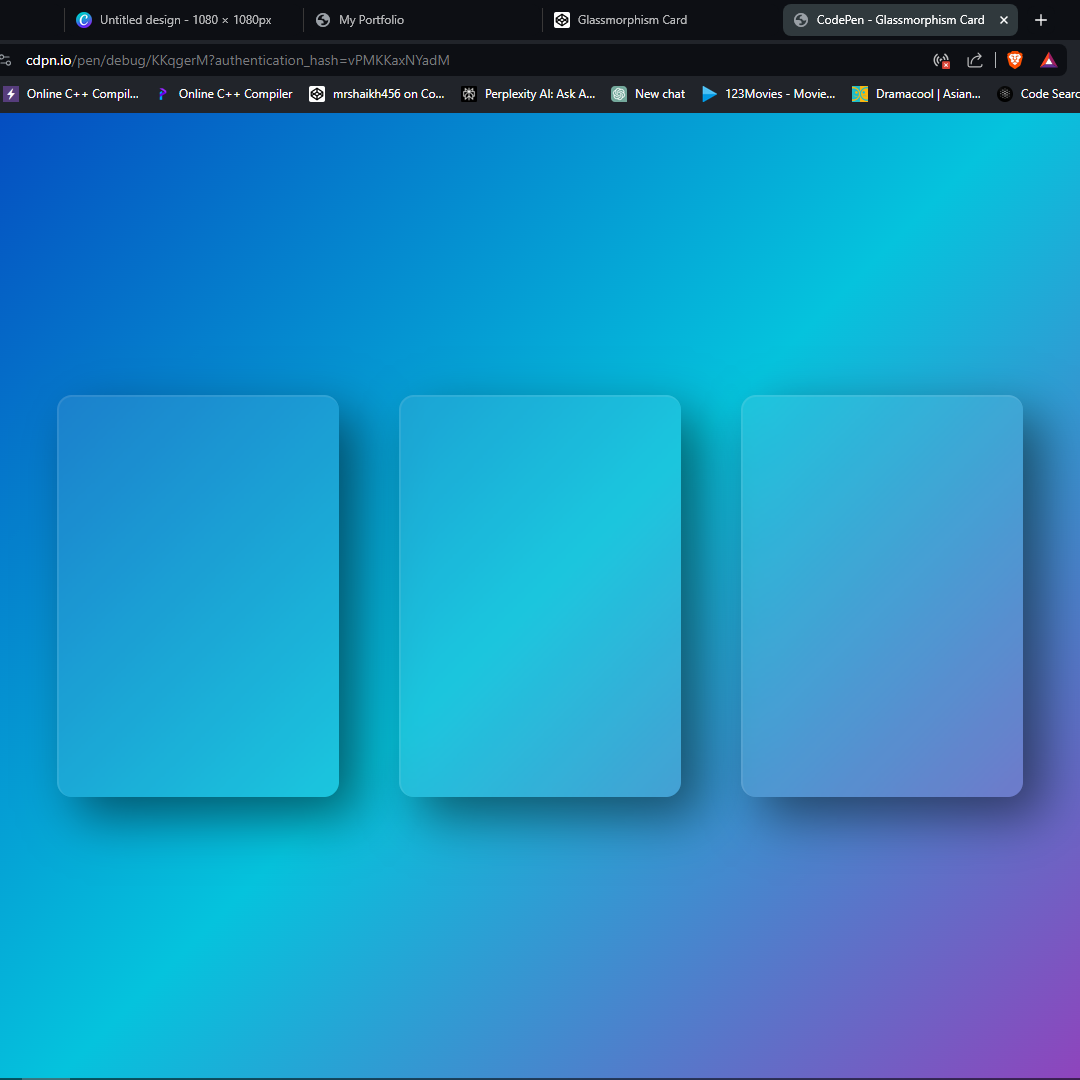 Untitled design - 1080 × 1080px My Portfolio Glassmorphism Card CodePen - Glassmorphism Card
cdpn.io/pen/debug/KKqgerM?authentication_hash=vPMKKaxNYadM
Online C++ Compil... Online C++ Compiler mrshaikh456 on Co... Perplexity AI: Ask A... New chat 123Movies - Movie... Dramacool | Asian... Code Searc